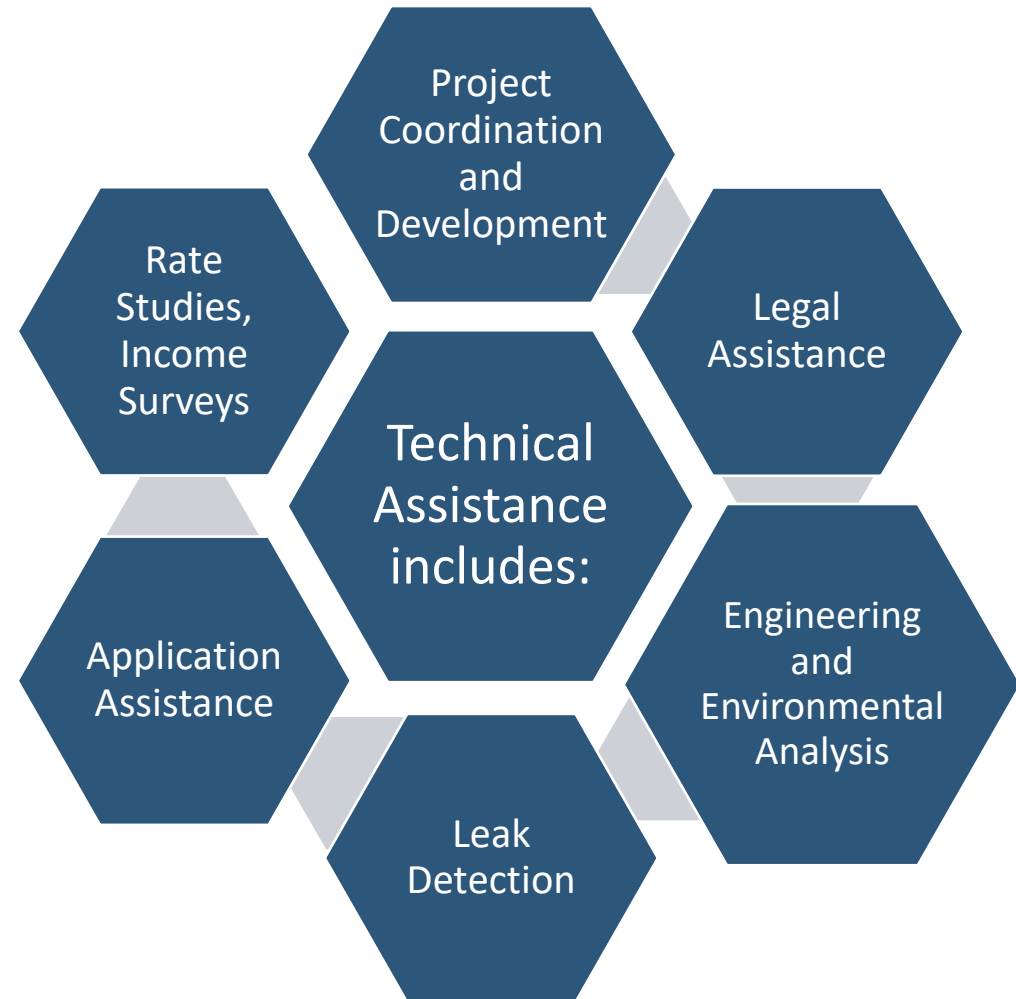 Project
Coordination
and
Development
Legal
Assistance
Engineering
and
Environmental
Analysis
Leak
Detection
Application
Assistance
Rate
Studies,
Income
Surveys
Technical
Assistance
includes: